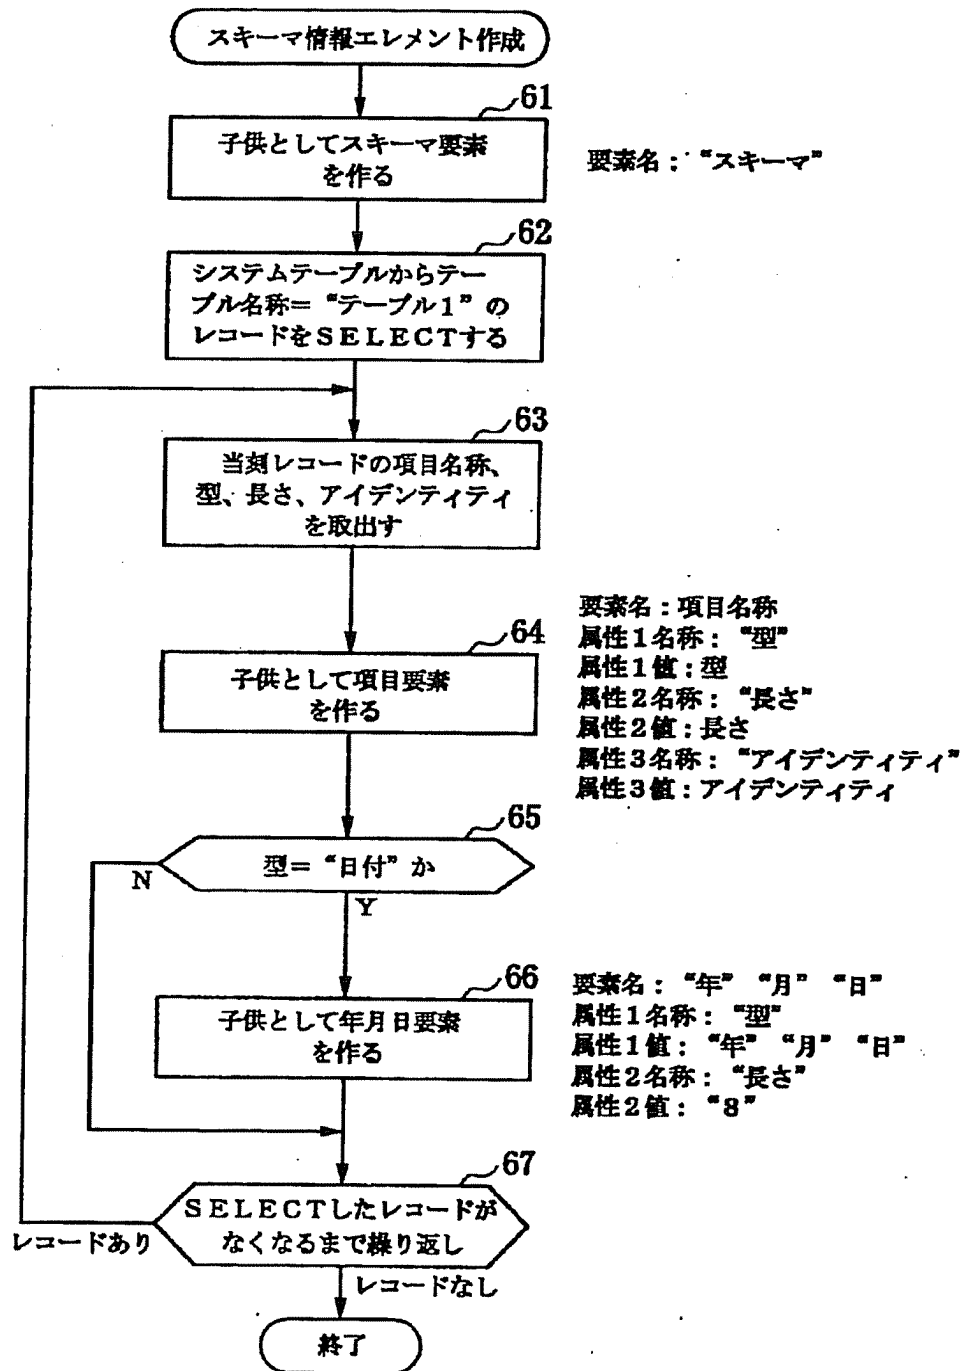 スキーマ情報エレメント作成
61
子供としてスキーマ要素
を作る
要素名：“スキーマ”
62
システムテーブルからテー
ブル名称＝“テーブル１”の
レコードをＳＥＬＥＣＴする
63
当刻レコードの項目名称、
型、長さ、アイデンティティ
を取出す
64
子供として項目要素
を作る
要素名：項目名称
属性１名称：“型”
属性１値：型
属性２名称：“長さ”
属性２値：長さ
属性３名称：“アイデンティティ”
属性３値：アイデンティティ
65
型＝“日付”か
N
Y
66
子供として年月日要素
を作る
要素名：“年” “月” “日”
属性１名称：“型”
属性１値：“年” “月” “日”
属性２名称：“長さ”
属性２値：“８”
67
ＳＥＬＥＣＴしたレコードが
なくなるまで繰り返し
レコードあり
レコードなし
終了